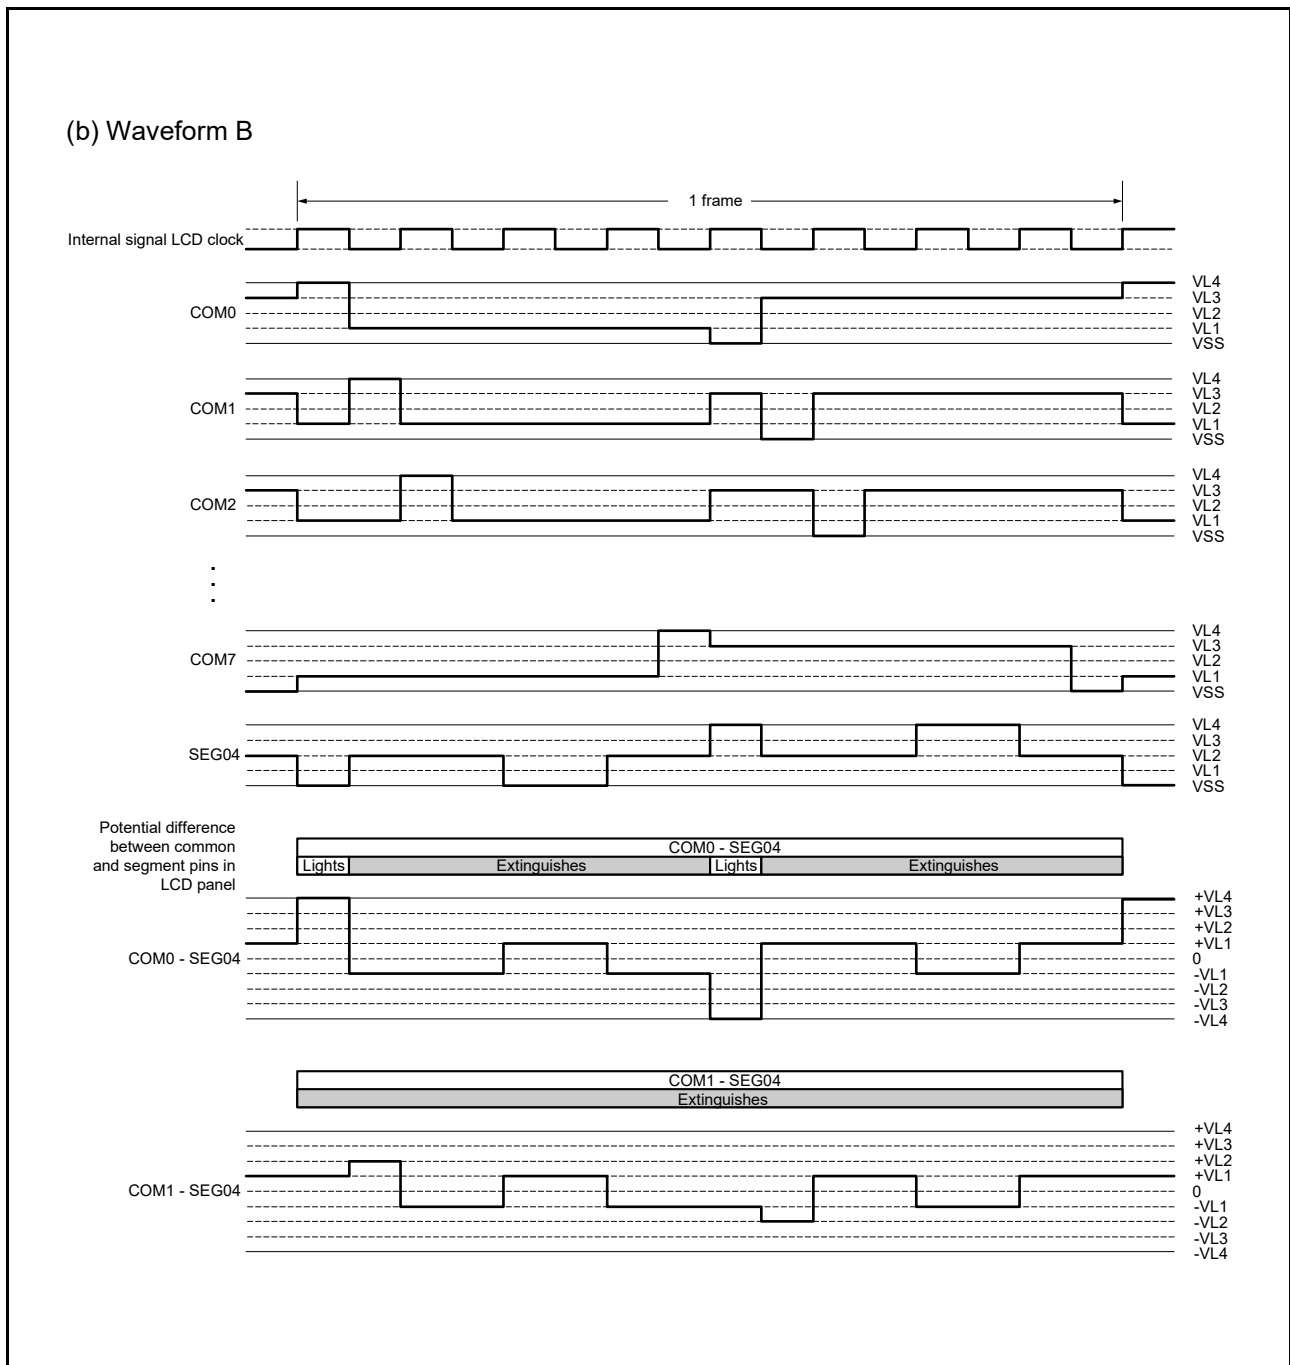 (b) Waveform B
1 frame
Internal signal LCD clock
COM0
VL4
VL3
VL2
VL1
VSS
COM1
VL4
VL3
VL2
VL1
VSS
COM2
VL4
VL3
VL2
VL1
VSS
COM7
VL4
VL3
VL2
VL1
VSS
SEG04
VL4
VL3
VL2
VL1
VSS
Potential difference
between common
and segment pins in
LCD panel
COM0 - SEG04
Lights Extinguishes Lights Extinguishes
COM0 - SEG04
+VL4
+VL3
+VL2
+VL1
0
-VL1
-VL2
-VL3
-VL4
COM1 - SEG04
Extinguishes
COM1 - SEG04
+VL4
+VL3
+VL2
+VL1
0
-VL1
-VL2
-VL3
-VL4